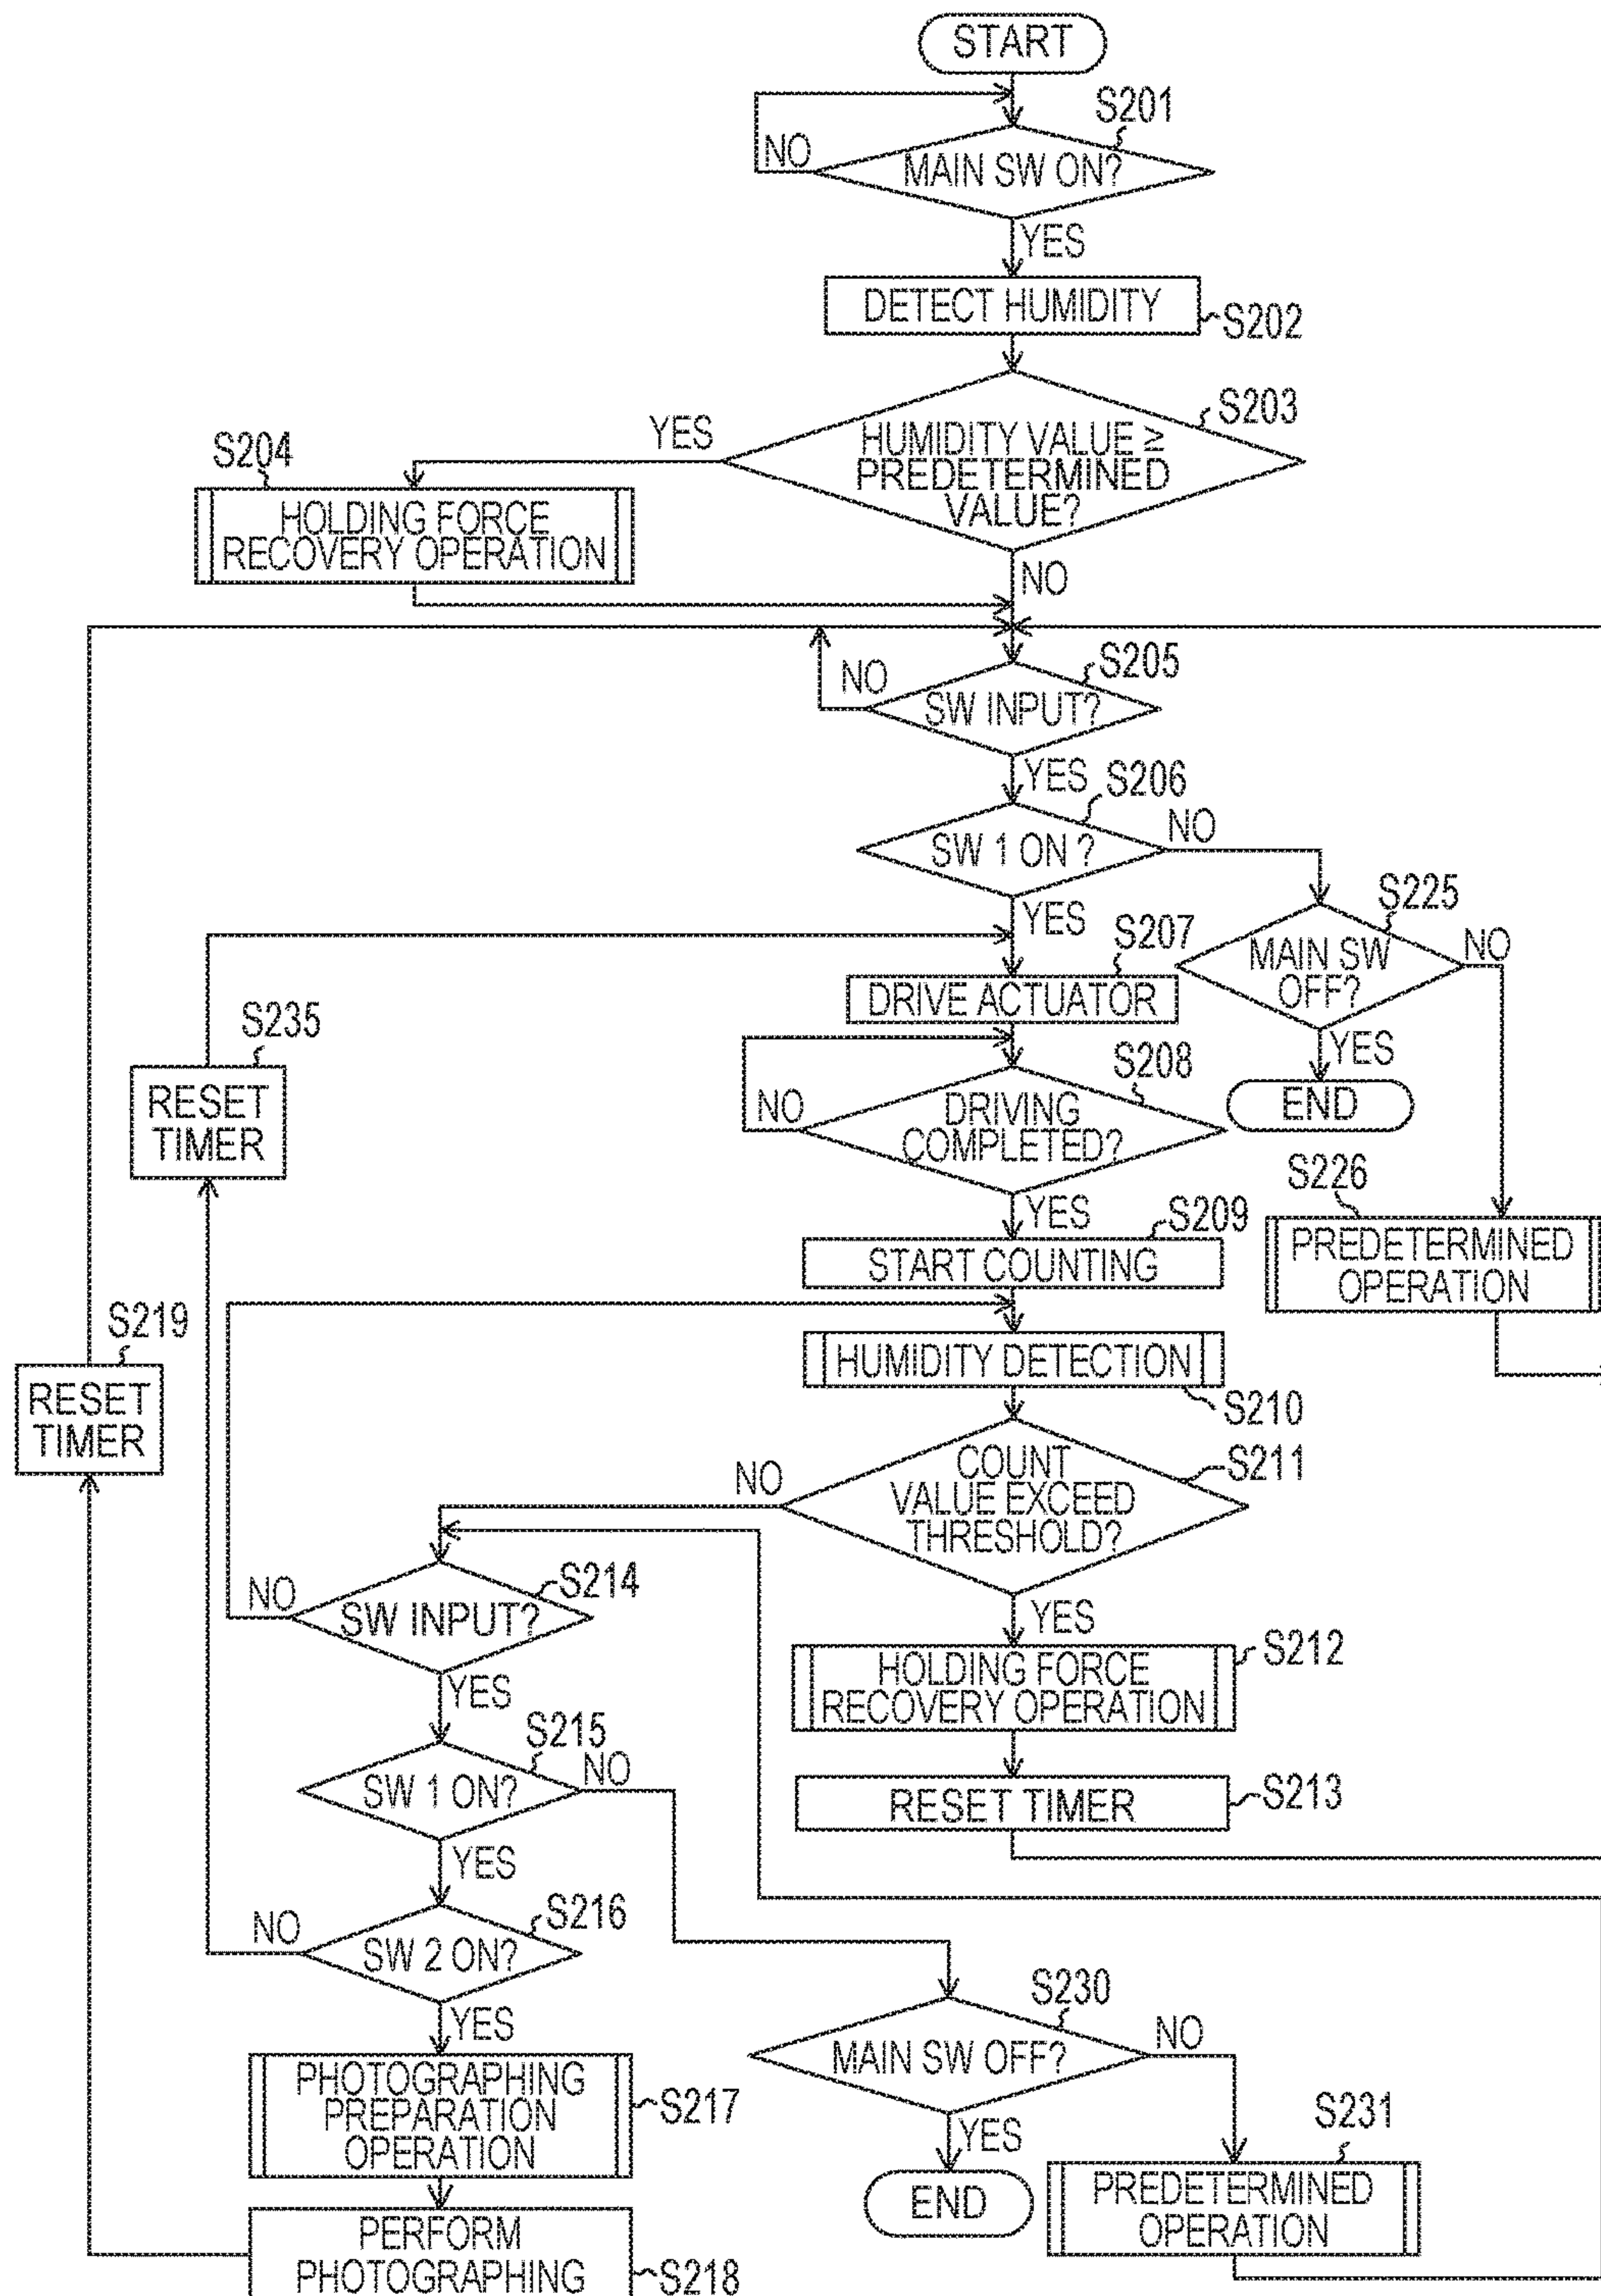 START
S201
NO
MAIN SW ON?
YES
DETECT HUMIDITY
S202
S203
YES
HUMIDITY VALUE ≥
PREDETERMINED
VALUE?
S204
HOLDING FORCE
RECOVERY OPERATION
NO
S205
NO
SW INPUT?
YES
S206
SW 1 ON ?
NO
YES
S225
MAIN SW
OFF?
NO
YES
END
S207
DRIVE ACTUATOR
S235
RESET
TIMER
S208
NO
DRIVING
COMPLETED?
YES
S226
PREDETERMINED
OPERATION
S209
START COUNTING
S219
RESET
TIMER
HUMIDITY DETECTION
S210
NO
COUNT
VALUE EXCEED
THRESHOLD?
S211
YES
NO
SW INPUT?
S214
YES
HOLDING FORCE
RECOVERY OPERATION
S212
S215
SW 1 ON?
NO
YES
RESET TIMER
S213
NO
SW 2 ON?
S216
YES
S230
MAIN SW OFF?
NO
YES
END
PHOTOGRAPHING
PREPARATION
OPERATION
S217
S231
PREDETERMINED
OPERATION
PERFORM
PHOTOGRAPHING
S218